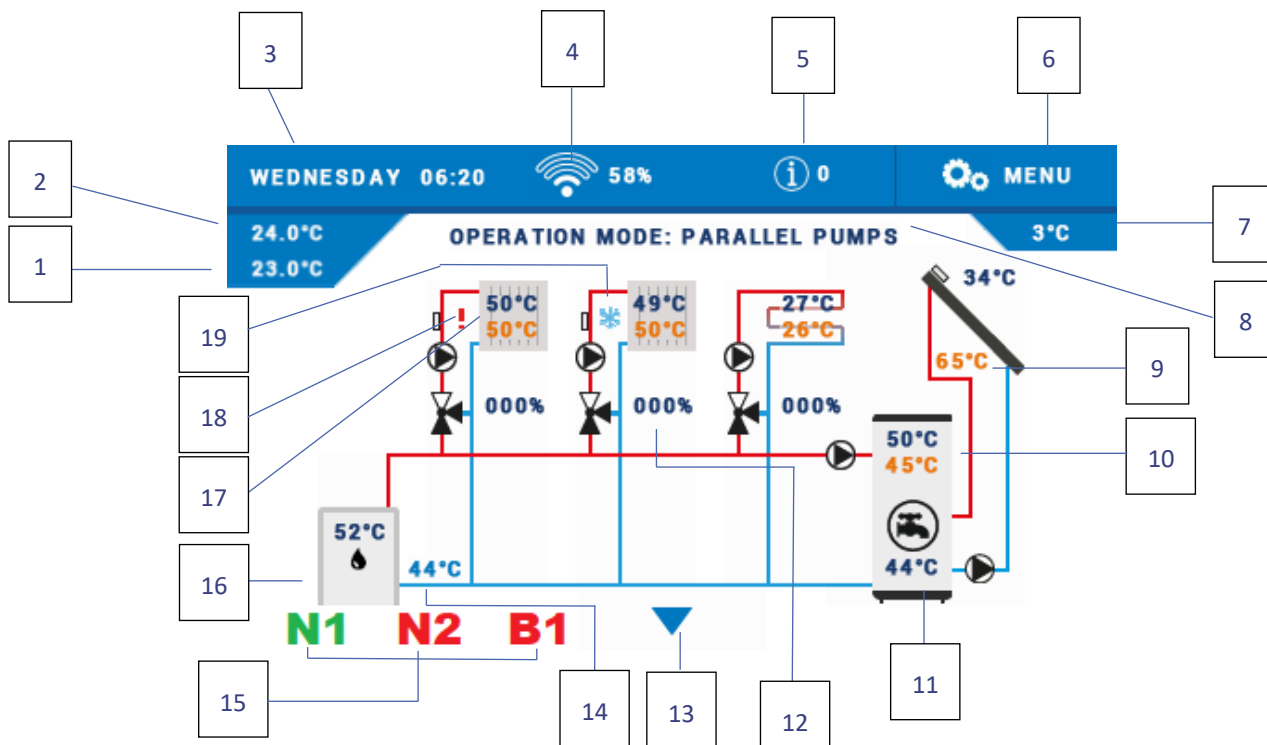 3
4
5
6
2
1
WEDNESDAY 06:20 58% i 0 MENU
24.0°C
23.0°C
OPERATION MODE: PARALLEL PUMPS
3°C
7
8
19
18
17
16
50°C
50°C
!
49°C
50°C
27°C
26°C
34°C
65°C
9
000%
000%
000%
50°C
45°C
10
52°C
44°C
44°C
N1 N2 B1
15
14
13
12
11